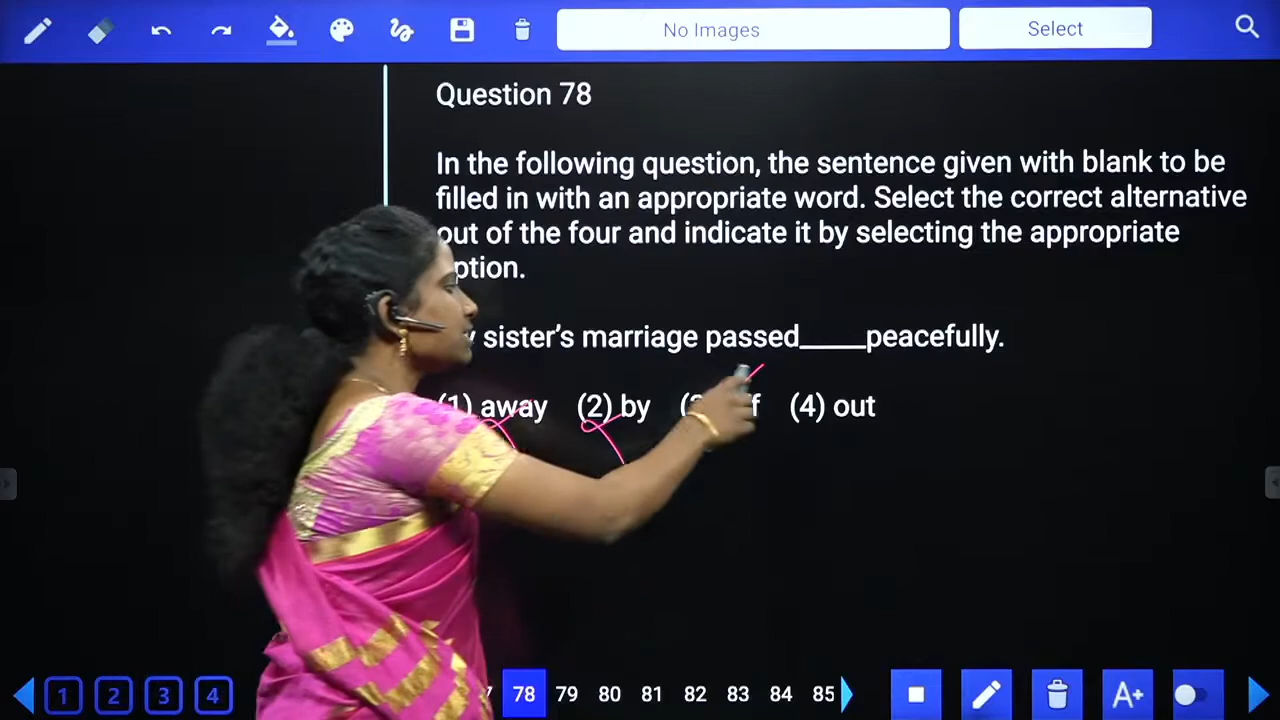 No Images
Select
Question 78
In the following question, the sentence given with blank to be
filled in with an appropriate word. Select the correct alternative
out of the four and indicate it by selecting the appropriate
ption.
sister's marriage passed_____peacefully.
(1) away (2) by (4) out
1 2 3 4 78 79 80 81 82 83 84 85 A+